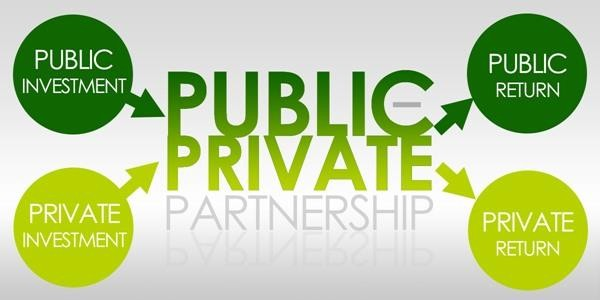 PUBLIC
INVESTMENT
PRIVATE
INVESTMENT
PUBLIC-
PRIVATE
PARTNERSHIP
PUBLIC
RETURN
PRIVATE
RETURN